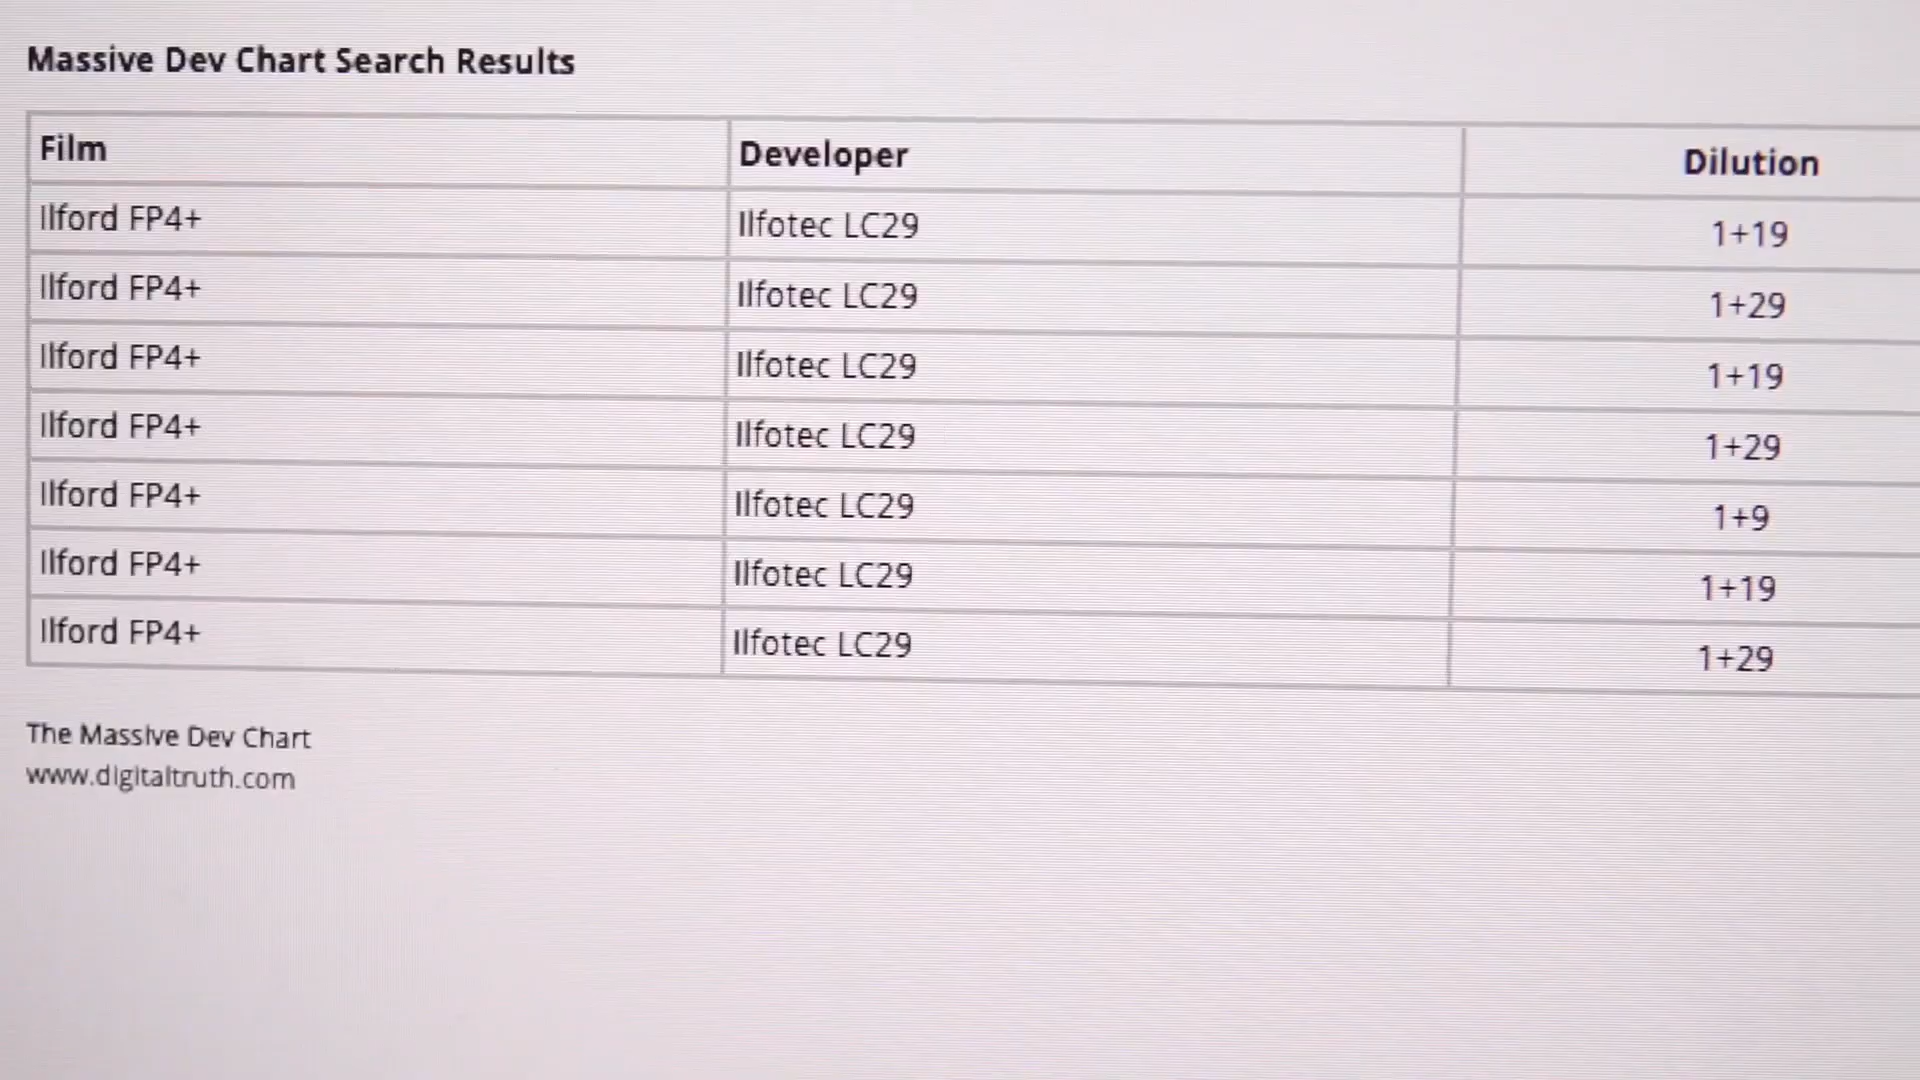 Massive Dev Chart Search Results
Film Developer Dilution
Ilford FP4+ Ilfotec LC29 1+19
Ilford FP4+ Ilfotec LC29 1+29
Ilford FP4+ Ilfotec LC29 1+19
Ilford FP4+ Ilfotec LC29 1+29
Ilford FP4+ Ilfotec LC29 1+9
Ilford FP4+ Ilfotec LC29 1+19
Ilford FP4+ Ilfotec LC29 1+29
The Massive Dev Chart
www.digitaltruth.com